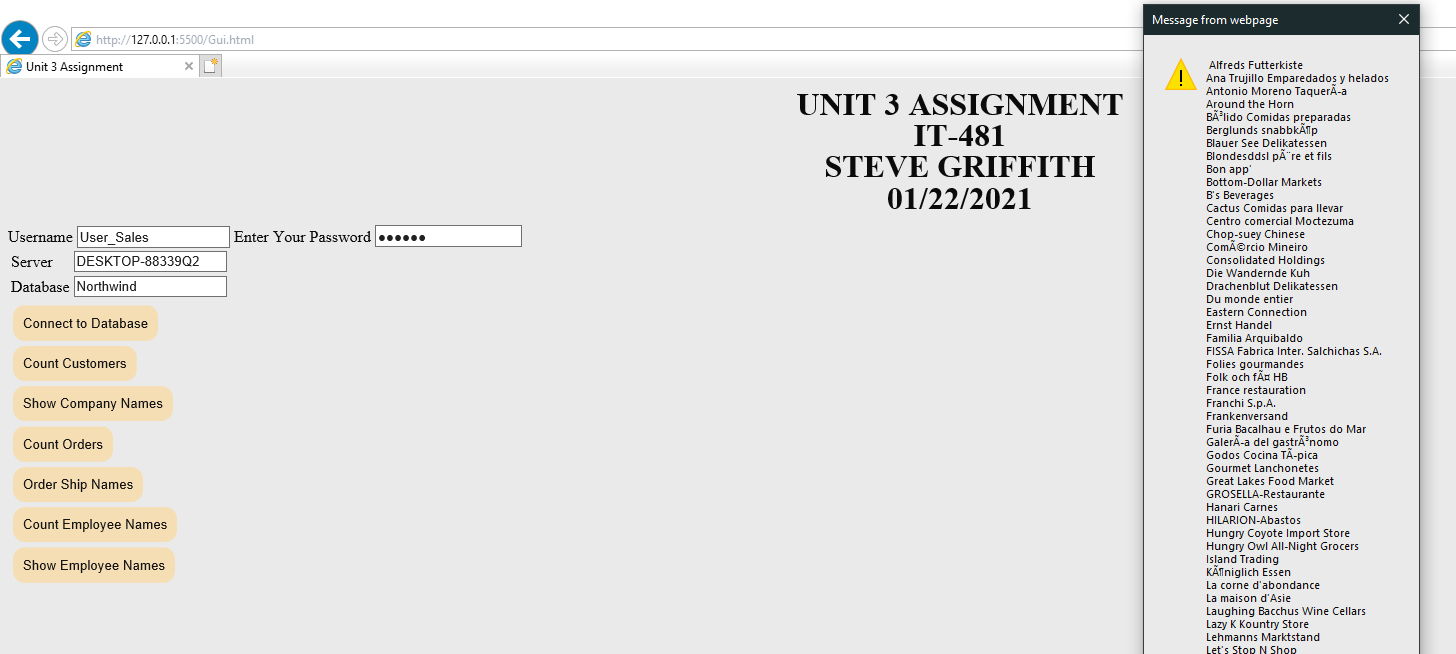 Message from webpage
http://127.0.0.1:5500/Gui.html
Unit 3 Assignment
UNIT 3 ASSIGNMENT
IT-481
STEVE GRIFFITH
01/22/2021
Username User_Sales Enter Your Password ●●●●●●
Server DESKTOP-88339Q2
Database Northwind
Connect to Database
Count Customers
Show Company Names
Count Orders
Order Ship Names
Count Employee Names
Show Employee Names
Alfreds Futterkiste
Ana Trujillo Emparedados y helados
Antonio Moreno TaquerÃ-a
Around the Horn
BÃ³lido Comidas preparadas
Berglunds snabbkÃ¶p
Blauer See Delikatessen
Blondesddsl pÃ¨re et fils
Bon app'
Bottom-Dollar Markets
B's Beverages
Cactus Comidas para llevar
Centro comercial Moctezuma
Chop-suey Chinese
ComÃ©rcio Mineiro
Consolidated Holdings
Die Wandernde Kuh
Drachenblut Delikatessen
Du monde entier
Eastern Connection
Ernst Handel
Familia Arquibaldo
FISSA Fabrica Inter. Salchichas S.A.
Folies gourmandes
Folk och fÃ¤ HB
France restauration
Franchi S.p.A.
Frankenversand
Furia Bacalhau e Frutos do Mar
GalerÃ-a del gastrÃ³nomo
Godos Cocina TÃ-pica
Gourmet Lanchonetes
Great Lakes Food Market
GROSELLA-Restaurante
Hanari Carnes
HILARION-Abastos
Hungry Coyote Import Store
Hungry Owl All-Night Grocers
Island Trading
KÃ¶niglich Essen
La corne d'abondance
La maison d'Asie
Laughing Bacchus Wine Cellars
Lazy K Kountry Store
Lehmanns Marktstand
Let's Stop N Shop